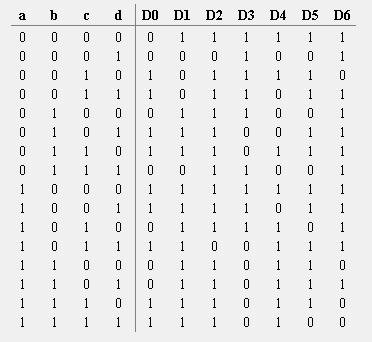 a b c d D0 D1 D2 D3 D4 D5 D6
0 0 0 0 0 1 1 1 1 1 1
0 0 0 1 0 0 0 1 0 0 1
0 0 1 0 1 0 1 1 1 1 0
0 0 1 1 1 0 1 1 0 1 1
0 1 0 0 0 1 1 1 0 0 1
0 1 0 1 1 1 1 0 0 1 1
0 1 1 0 1 1 1 0 1 1 1
0 1 1 1 0 0 1 1 0 0 1
1 0 0 0 1 1 1 1 1 1 1
1 0 0 1 1 1 1 1 0 1 1
1 0 1 0 0 1 1 1 1 0 1
1 0 1 1 1 1 0 0 1 1 1
1 1 0 0 0 1 1 0 1 1 0
1 1 0 1 0 1 1 0 1 1 1
1 1 1 0 1 1 1 0 1 1 0
1 1 1 1 1 1 1 0 1 0 0